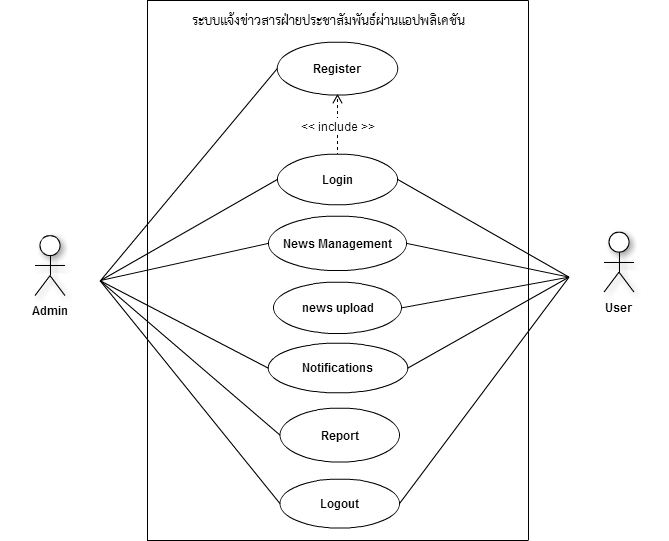 ระบบแจ้งข่าวสารฝ่ายประชาสัมพันธ์ผ่านแอปพลิเคชัน
Register
<< include >>
Login
News Management
news upload
Notifications
Report
Logout
Admin
User